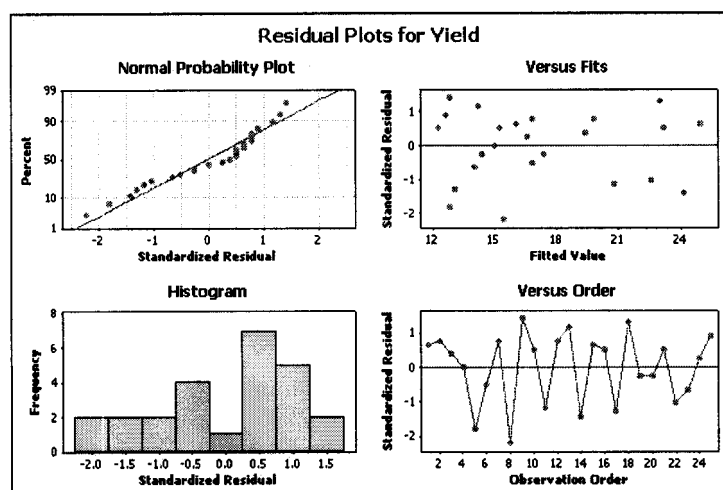 Residual Plots for Yield
Normal Probability Plot
Percent
99
90
50
10
1
-2 -1 0 1 2
Standardized Residual
Versus Fits
Standardized Residual
1
0
-1
-2
12 15 18 21 24
Fitted Value
Histogram
Frequency
8
6
4
2
0
-2.0 -1.5 -1.0 -0.5 0.0 0.5 1.0 1.5
Standardized Residual
Versus Order
Standardized Residual
1
0
-1
-2
2 4 6 8 10 12 14 16 18 20 22 24
Observation Order